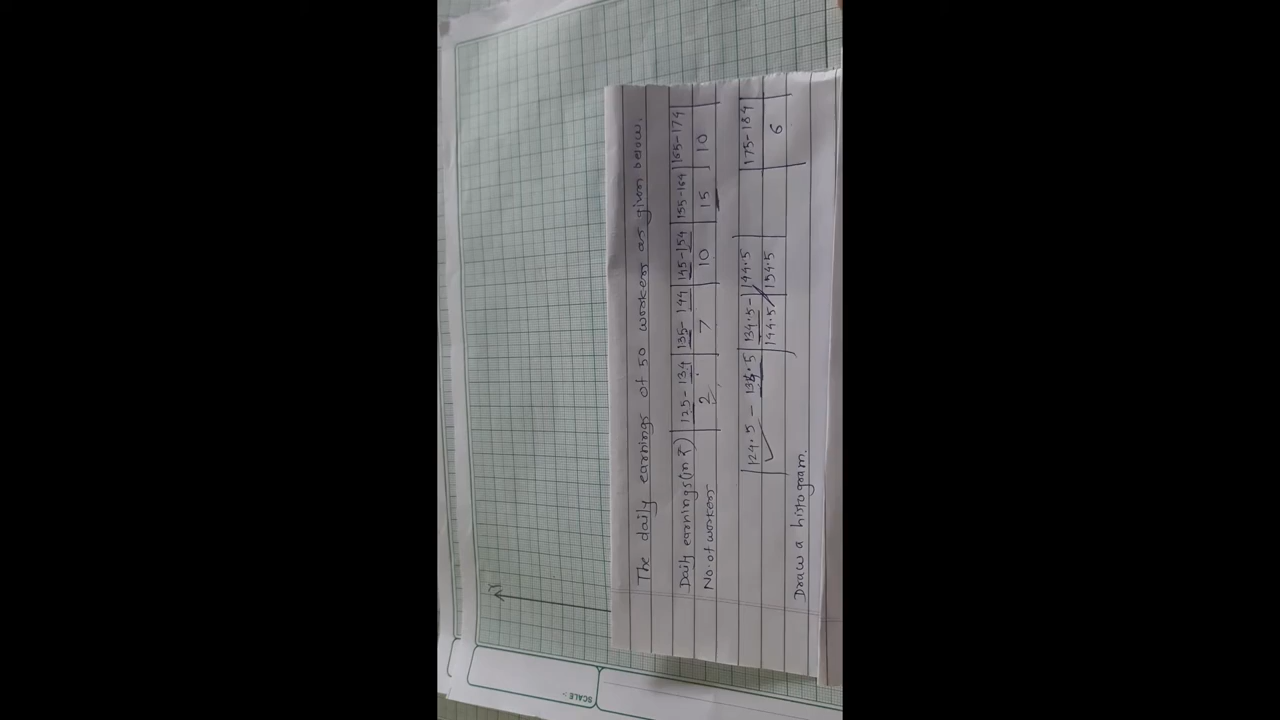 Y
The daily earnings of 50 workers as given below.
Daily earnings (in ₹) 125-134 135-144 145-154 155-164 165-174
No. of workers 2 7 10 15 10
124.5 - 134.5 134.5- 144.5 175-184
144.5 154.5 6
Draw a histogram.
SCALE:-